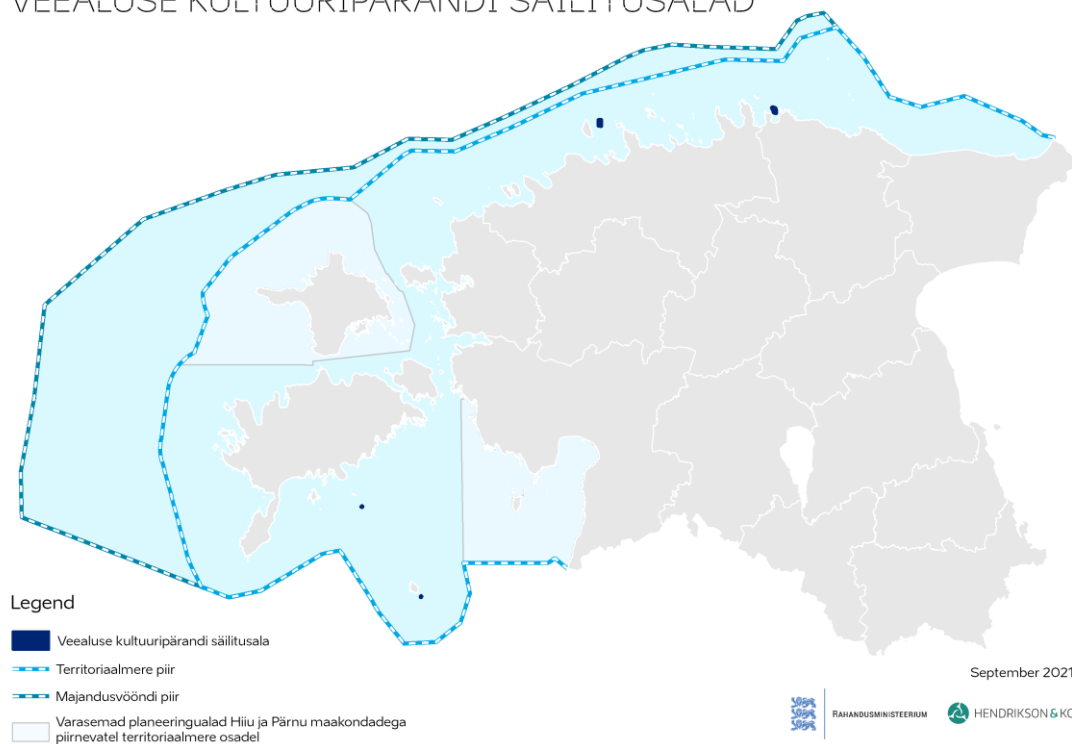 VEEALUSE KULTUURIPÄRANDI SÄILITUSALAD
Legend
Veealuse kultuuripärandi säilitusala
Territoriaalmere piir
Majandusvööndi piir
Varasemad planeeringualad Hiiu ja Pärnu maakondadega
piirnevatel territoriaalmere osadel
September 2021
RAHANDUSMINISTEERIUM
HENDRIKSON & KO